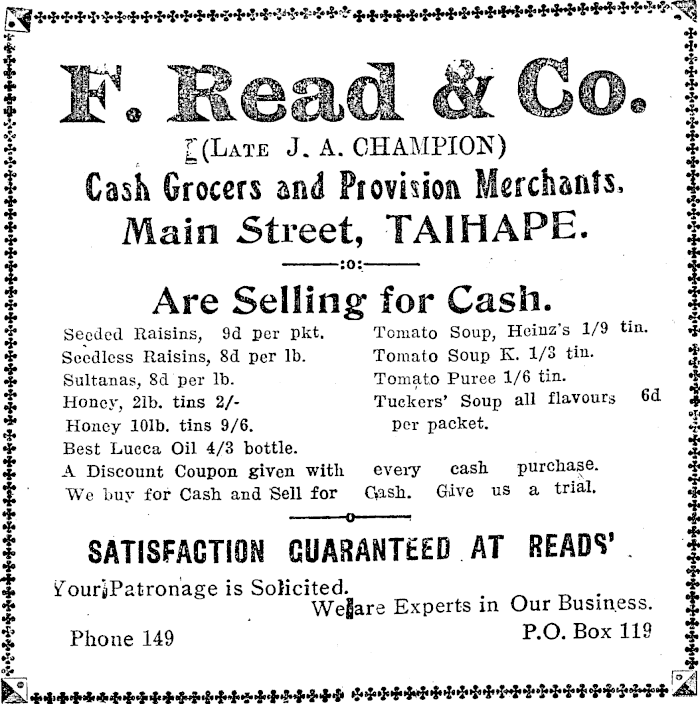 F. Read & Co.
(LATE J. A. CHAMPION)
Cash Grocers and Provision Merchants,
Main Street, TAIHAPE.
:o:
Are Selling for Cash.
Seeded Raisins, 9d per pkt.
Seedless Raisins, 8d per lb.
Sultanas, 8d per lb.
Honey, 2lb. tins 2/-
Honey 10lb. tins 9/6.
Best Lucca Oil 4/3 bottle.
Tomato Soup, Heinz's 1/9 tin.
Tomato Soup K. 1/3 tin.
Tomato Puree 1/6 tin.
Tuckers' Soup all flavours 6d
per packet.
A Discount Coupon given with every cash purchase.
We buy for Cash and Sell for Cash. Give us a trial.
o
SATISFACTION GUARANTEED AT READS'
Your Patronage is Solicited.
We are Experts in Our Business.
Phone 149
P.O. Box 119